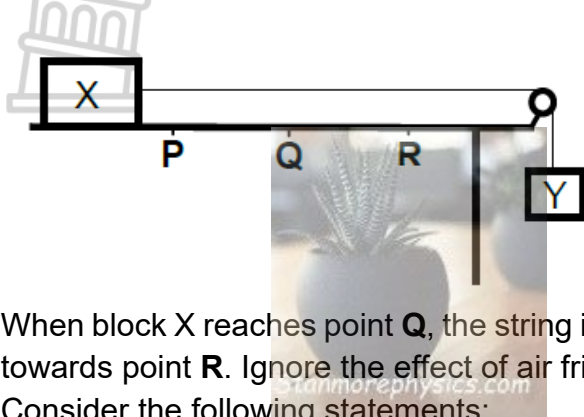 X
P Q R
Y
When block X reaches point Q, the string i
towards point R. Ignore the effect of air fri
Stanmorephysics.com
Consider the following statements: